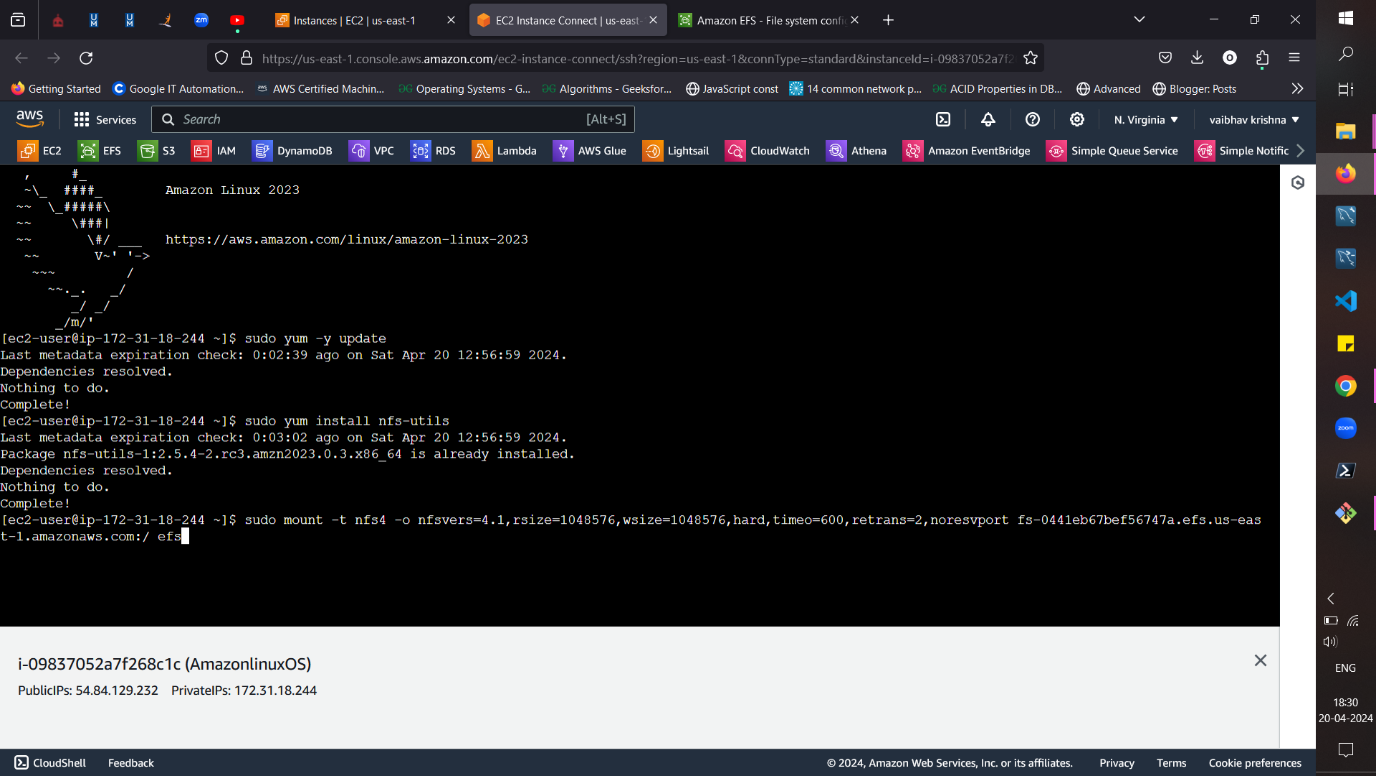 zm
Instances | EC2 | us-east-1
EC2 Instance Connect | us-east-
Amazon EFS - File system confi
https://us-east-1.console.aws.amazon.com/ec2-instance-connect/ssh?region=us-east-1&connType=standard&instanceId=i-09837052a7f2
Getting Started Google IT Automation... AWS Certified Machin... Operating Systems - G... Algorithms - Geeksfor... JavaScript const 14 common network p... ACID Properties in DB... Advanced Blogger: Posts
aws Services Search [Alt+S] N. Virginia vaibhav krishna
EC2 EFS S3 IAM DynamoDB VPC RDS Lambda AWS Glue Lightsail CloudWatch Athena Amazon EventBridge Simple Queue Service Simple Notific
   ,     #_
   ~\_  ####_        Amazon Linux 2023
  ~~  \_#####\
  ~~     \###|
  ~~       \#/ ___   https://aws.amazon.com/linux/amazon-linux-2023
   ~~       V~' '->
    ~~~         /
      ~~._.   _/
         _/ _/
       _/m/'
[ec2-user@ip-172-31-18-244 ~]$ sudo yum -y update
Last metadata expiration check: 0:02:39 ago on Sat Apr 20 12:56:59 2024.
Dependencies resolved.
Nothing to do.
Complete!
[ec2-user@ip-172-31-18-244 ~]$ sudo yum install nfs-utils
Last metadata expiration check: 0:03:02 ago on Sat Apr 20 12:56:59 2024.
Package nfs-utils-1:2.5.4-2.rc3.amzn2023.0.3.x86_64 is already installed.
Dependencies resolved.
Nothing to do.
Complete!
[ec2-user@ip-172-31-18-244 ~]$ sudo mount -t nfs4 -o nfsvers=4.1,rsize=1048576,wsize=1048576,hard,timeo=600,retrans=2,noresvport fs-0441eb67bef56747a.efs.us-eas
t-1.amazonaws.com:/ efs
i-09837052a7f268c1c (AmazonlinuxOS)
PublicIPs: 54.84.129.232 PrivateIPs: 172.31.18.244
CloudShell Feedback © 2024, Amazon Web Services, Inc. or its affiliates. Privacy Terms Cookie preferences
zoom
ENG
18:30
20-04-2024